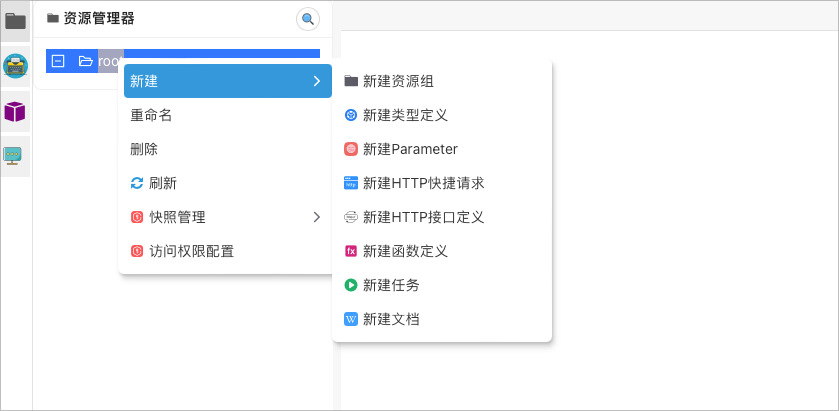 资源管理器
root
新建
重命名
删除
刷新
快照管理
访问权限配置
新建资源组
新建类型定义
新建Parameter
新建HTTP快捷请求
新建HTTP接口定义
新建函数定义
新建任务
新建文档